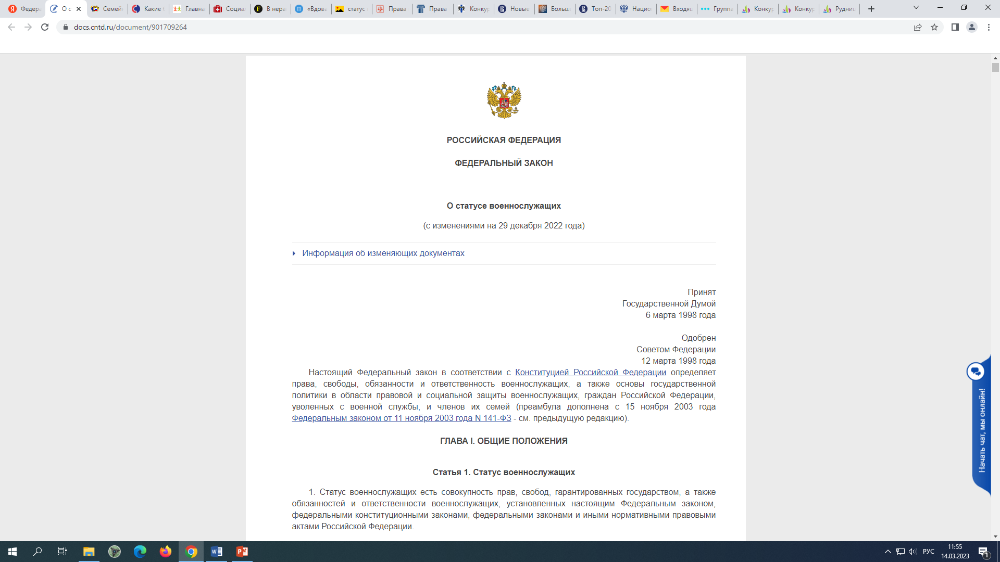 Федера
О с
Семей
Какие
Главна
Социал
В нера
«Вдова
статус
Права
Права
Конкур
Новые
Больш
Топ-20
Национ
Входящ
Группа
Конкур
Конкур
Рудниц
docs.cntd.ru/document/901709264
РОССИЙСКАЯ ФЕДЕРАЦИЯ
ФЕДЕРАЛЬНЫЙ ЗАКОН
О статусе военнослужащих
(с изменениями на 29 декабря 2022 года)
Информация об изменяющих документах
Принят
Государственной Думой
6 марта 1998 года
Одобрен
Советом Федерации
12 марта 1998 года
Настоящий Федеральный закон в соответствии с Конституцией Российской Федерации определяет
права, свободы, обязанности и ответственность военнослужащих, а также основы государственной
политики в области правовой и социальной защиты военнослужащих, граждан Российской Федерации,
уволенных с военной службы, и членов их семей (преамбула дополнена с 15 ноября 2003 года
Федеральным законом от 11 ноября 2003 года N 141-ФЗ - см. предыдущую редакцию).
ГЛАВА I. ОБЩИЕ ПОЛОЖЕНИЯ
Статья 1. Статус военнослужащих
1. Статус военнослужащих есть совокупность прав, свобод, гарантированных государством, а также
обязанностей и ответственности военнослужащих, установленных настоящим Федеральным законом,
федеральными конституционными законами, федеральными законами и иными нормативными правовыми
актами Российской Федерации.
Начать чат, мы онлайн!
РУС
11:55
14.03.2023
1